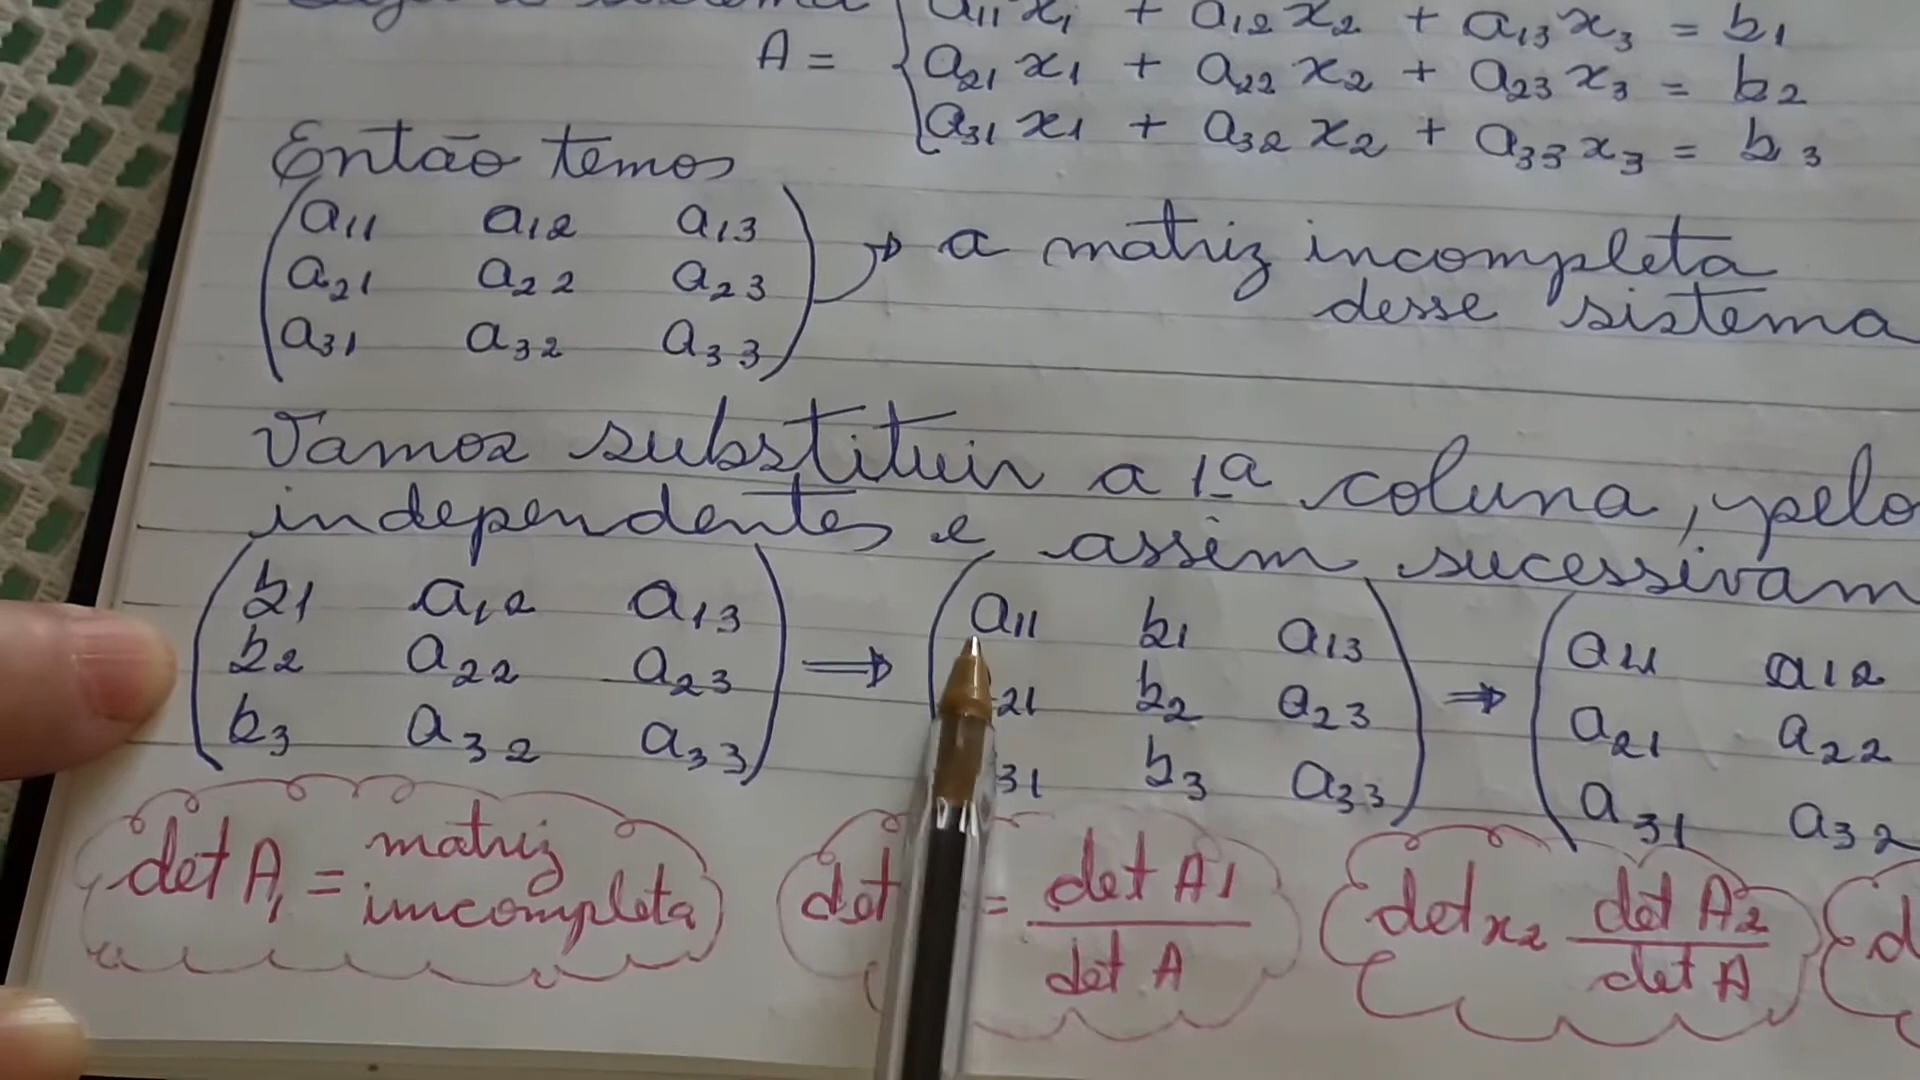 a11 x1 + a12 x2 + a13 x3 = b1
A = a21 x1 + a22 x2 + a23 x3 = b2
a31 x1 + a32 x2 + a33 x3 = b3
Então temos
a11 a12 a13
a21 a22 a23
a31 a32 a33
→ a matriz incompleta
desse sistema
Vamos substituir a 1ª coluna, pelo
independentes e assim sucessivam
b1 a12 a13 ⇒ a11 b1 a13 ⇒ a11 a12
b2 a22 a23 21 b2 a23 a21 a22
b3 a32 a33 31 b3 a33 a31 a32
det A1 = matriz
imcompleta
det = det A1 / det A
det x2 det A2 / det A
d